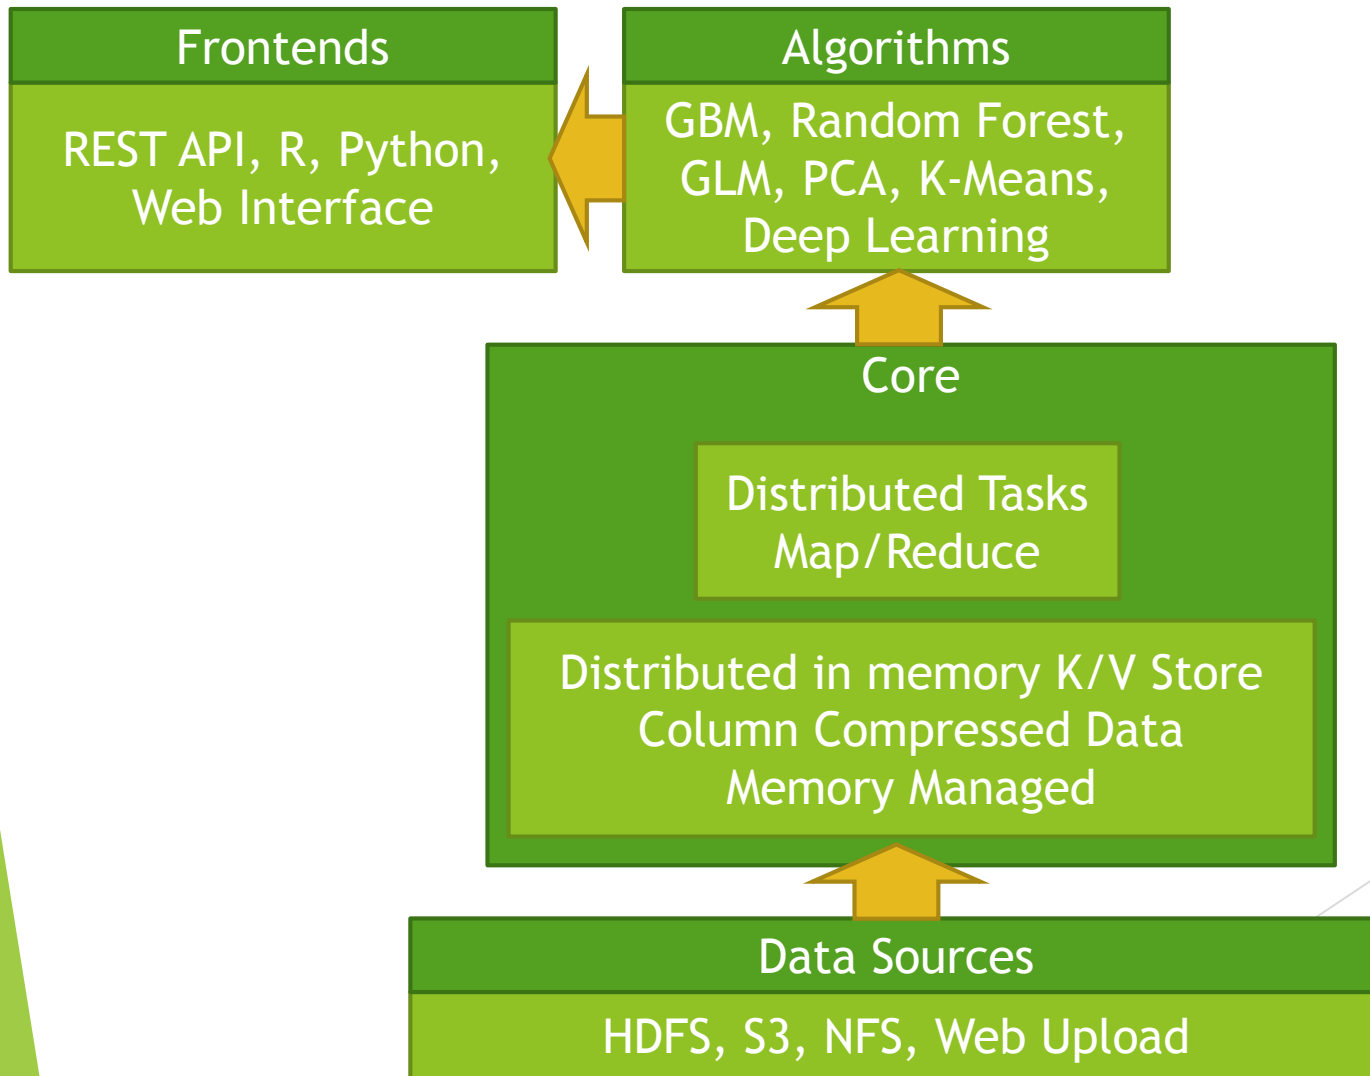 Frontends
REST API, R, Python,
Web Interface
Algorithms
GBM, Random Forest,
GLM, PCA, K-Means,
Deep Learning
Core
Distributed Tasks
Map/Reduce
Distributed in memory K/V Store
Column Compressed Data
Memory Managed
Data Sources
HDFS, S3, NFS, Web Upload